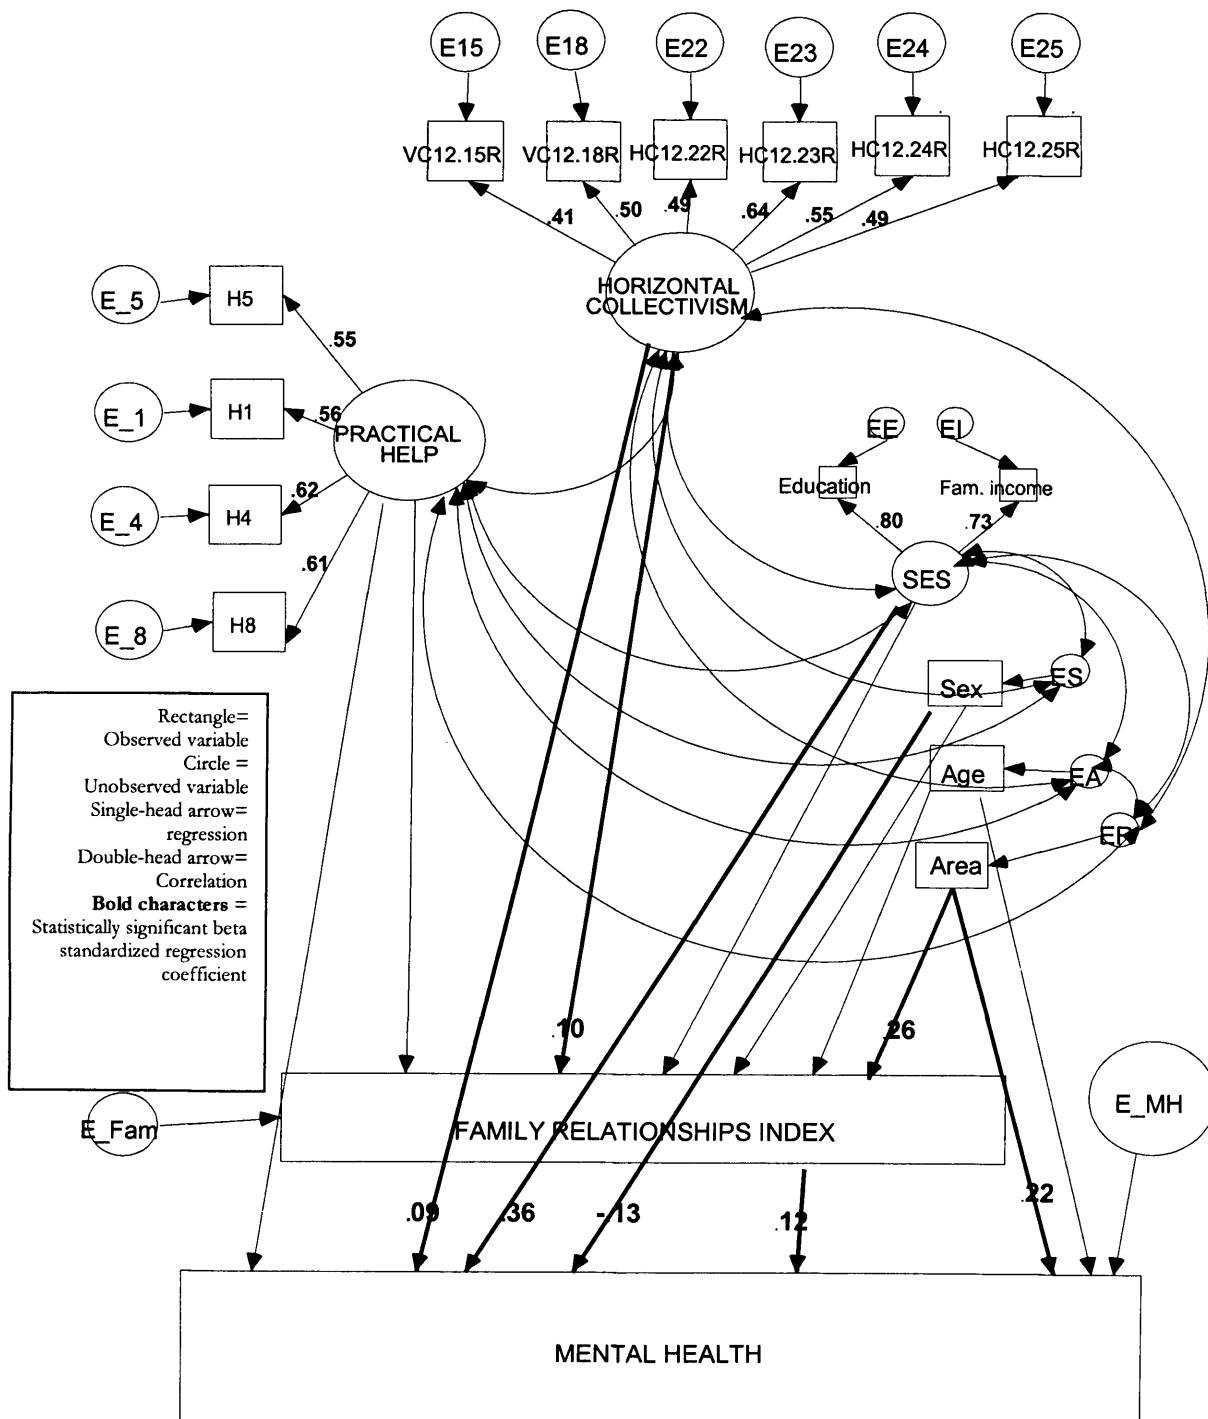 E15
E18
E22
E23
E24
E25
VC12.15R
VC12.18R
HC12.22R
HC12.23R
HC12.24R
HC12.25R
.41
.50
.49
.64
.55
.49
HORIZONTAL
COLLECTIVISM
E_5
H5
.55
E_1
H1
.56
PRACTICAL
HELP
E_4
H4
.62
.61
E_8
H8
EE
EI
Education
Fam. income
.80
.73
SES
Sex
ES
Age
EA
Area
ER
Rectangle=
Observed variable
Circle =
Unobserved variable
Single-head arrow=
regression
Double-head arrow=
Correlation
Bold characters =
Statistically significant beta
standardized regression
coefficient
.10
.26
E_Fam
FAMILY RELATIONSHIPS INDEX
E_MH
.09
.36
-.13
.12
.22
MENTAL HEALTH